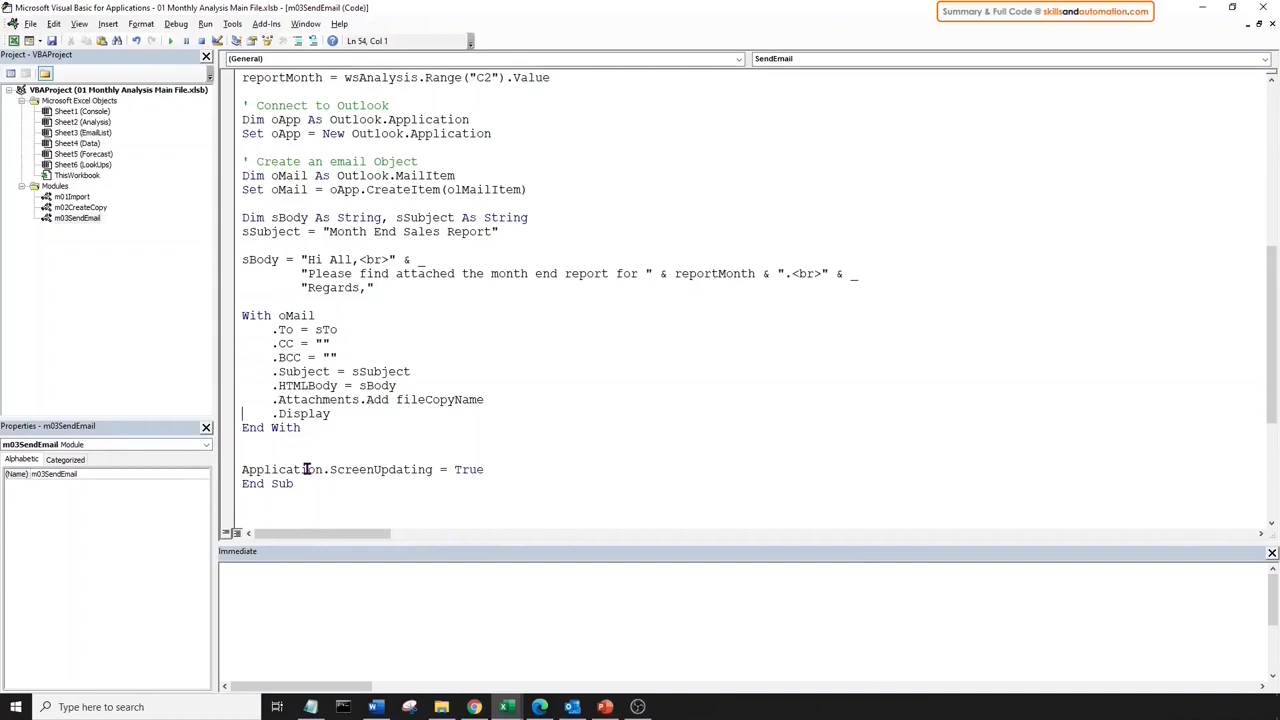 Microsoft Visual Basic for Applications - 01 Monthly Analysis Main File.xlsb - [m03SendEmail (Code)]
Summary & Full Code @ skillsandautomation.com
File Edit View Insert Format Debug Run Tools Add-Ins Window Help
Ln 54, Col 1
Project - VBAProject
(General)
SendEmail
VBAProject (01 Monthly Analysis Main File.xlsb)
Microsoft Excel Objects
Sheet1 (Console)
Sheet2 (Analysis)
Sheet3 (EmailList)
Sheet4 (Data)
Sheet5 (Forecast)
Sheet6 (LookUps)
ThisWorkbook
Modules
m01Import
m02CreateCopy
m03SendEmail
reportMonth = wsAnalysis.Range("C2").Value
' Connect to Outlook
Dim oApp As Outlook.Application
Set oApp = New Outlook.Application
' Create an email Object
Dim oMail As Outlook.MailItem
Set oMail = oApp.CreateItem(olMailItem)
Dim sBody As String, sSubject As String
sSubject = "Month End Sales Report"
sBody = "Hi All,<br>" & _
"Please find attached the month end report for " & reportMonth & ".<br>" & _
"Regards,"
With oMail
.To = sTo
.CC = ""
.BCC = ""
.Subject = sSubject
.HTMLBody = sBody
.Attachments.Add fileCopyName
.Display
End With
Application.ScreenUpdating = True
End Sub
Properties - m03SendEmail
m03SendEmail Module
Alphabetic Categorized
(Name) m03SendEmail
Immediate
Type here to search